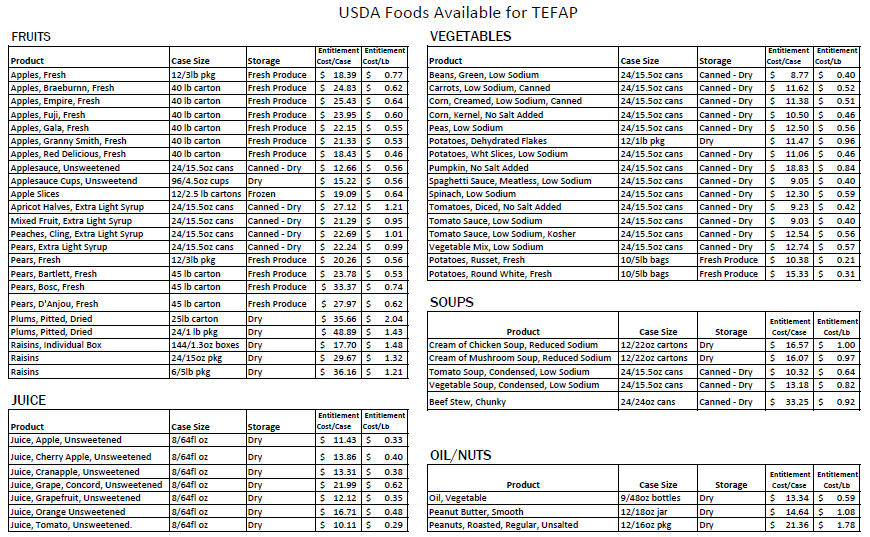 USDA Foods Available for TEFAP
FRUITS
Entitlement Entitlement
Product Case Size Storage Cost/Case Cost/Lb
Apples, Fresh 12/3lb pkg Fresh Produce $ 18.39 $ 0.77
Apples, Braeburnn, Fresh 40 lb carton Fresh Produce $ 24.83 $ 0.62
Apples, Empire, Fresh 40 lb carton Fresh Produce $ 25.43 $ 0.64
Apples, Fuji, Fresh 40 lb carton Fresh Produce $ 23.95 $ 0.60
Apples, Gala, Fresh 40 lb carton Fresh Produce $ 22.15 $ 0.55
Apples, Granny Smith, Fresh 40 lb carton Fresh Produce $ 21.33 $ 0.53
Apples, Red Delicious, Fresh 40 lb carton Fresh Produce $ 18.43 $ 0.46
Applesauce, Unsweetened 24/15.5oz cans Canned - Dry $ 12.66 $ 0.56
Applesauce Cups, Unsweetend 96/4.5oz cups Dry $ 15.22 $ 0.56
Apple Slices 12/2.5 lb cartons Frozen $ 19.09 $ 0.64
Apricot Halves, Extra Light Syrup 24/15.5oz cans Canned - Dry $ 27.12 $ 1.21
Mixed Fruit, Extra Light Syrup 24/15.5oz cans Canned - Dry $ 21.29 $ 0.95
Peaches, Cling, Extra Light Syrup 24/15.5oz cans Canned - Dry $ 22.69 $ 1.01
Pears, Extra Light Syrup 24/15.5oz cans Canned - Dry $ 22.24 $ 0.99
Pears, Fresh 12/3lb pkg Fresh Produce $ 20.26 $ 0.56
Pears, Bartlett, Fresh 45 lb carton Fresh Produce $ 23.78 $ 0.53
Pears, Bosc, Fresh 45 lb carton Fresh Produce $ 33.37 $ 0.74
Pears, D'Anjou, Fresh 45 lb carton Fresh Produce $ 27.97 $ 0.62
Plums, Pitted, Dried 25lb carton Dry $ 35.66 $ 2.04
Plums, Pitted, Dried 24/1 lb pkg Dry $ 48.89 $ 1.43
Raisins, Individual Box 144/1.3oz boxes Dry $ 17.70 $ 1.48
Raisins 24/15oz pkg Dry $ 29.67 $ 1.32
Raisins 6/5lb pkg Dry $ 36.16 $ 1.21
JUICE
Entitlement Entitlement
Product Case Size Storage Cost/Case Cost/Lb
Juice, Apple, Unsweetened 8/64fl oz Dry $ 11.43 $ 0.33
Juice, Cherry Apple, Unsweetened 8/64fl oz Dry $ 13.86 $ 0.40
Juice, Cranapple, Unsweetened 8/64fl oz Dry $ 13.31 $ 0.38
Juice, Grape, Concord, Unsweetened 8/64fl oz Dry $ 21.99 $ 0.62
Juice, Grapefruit, Unsweetened 8/64fl oz Dry $ 12.12 $ 0.35
Juice, Orange Unsweetened 8/64fl oz Dry $ 16.71 $ 0.48
Juice, Tomato, Unsweetened. 8/64fl oz Dry $ 10.11 $ 0.29
VEGETABLES
Entitlement Entitlement
Product Case Size Storage Cost/Case Cost/Lb
Beans, Green, Low Sodium 24/15.5oz cans Canned - Dry $ 8.77 $ 0.40
Carrots, Low Sodium, Canned 24/15.5oz cans Canned - Dry $ 11.62 $ 0.52
Corn, Creamed, Low Sodium, Canned 24/15.5oz cans Canned - Dry $ 11.38 $ 0.51
Corn, Kernel, No Salt Added 24/15.5oz cans Canned - Dry $ 10.50 $ 0.46
Peas, Low Sodium 24/15.5oz cans Canned - Dry $ 12.50 $ 0.56
Potatoes, Dehydrated Flakes 12/1lb pkg Dry $ 11.47 $ 0.96
Potatoes, Wht Slices, Low Sodium 24/15.5oz cans Canned - Dry $ 11.06 $ 0.46
Pumpkin, No Salt Added 24/15.5oz cans Canned - Dry $ 18.83 $ 0.84
Spaghetti Sauce, Meatless, Low Sodium 24/15.5oz cans Canned - Dry $ 9.05 $ 0.40
Spinach, Low Sodium 24/15.5oz cans Canned - Dry $ 12.30 $ 0.59
Tomatoes, Diced, No Salt Added 24/15.5oz cans Canned - Dry $ 9.23 $ 0.42
Tomato Sauce, Low Sodium 24/15.5oz cans Canned - Dry $ 9.03 $ 0.40
Tomato Sauce, Low Sodium, Kosher 24/15.5oz cans Canned - Dry $ 12.54 $ 0.56
Vegetable Mix, Low Sodium 24/15.5oz cans Canned - Dry $ 12.74 $ 0.57
Potatoes, Russet, Fresh 10/5lb bags Fresh Produce $ 10.38 $ 0.21
Potatoes, Round White, Fresh 10/5lb bags Fresh Produce $ 15.33 $ 0.31
SOUPS
Entitlement Entitlement
Product Case Size Storage Cost/Case Cost/Lb
Cream of Chicken Soup, Reduced Sodium 12/22oz cartons Dry $ 16.57 $ 1.00
Cream of Mushroom Soup, Reduced Sodium 12/22oz cartons Dry $ 16.07 $ 0.97
Tomato Soup, Condensed, Low Sodium 24/15.5oz cans Canned - Dry $ 10.32 $ 0.64
Vegetable Soup, Condensed, Low Sodium 24/15.5oz cans Canned - Dry $ 13.18 $ 0.82
Beef Stew, Chunky 24/24oz cans Canned - Dry $ 33.25 $ 0.92
OIL/NUTS
Entitlement Entitlement
Product Case Size Storage Cost/Case Cost/Lb
Oil, Vegetable 9/48oz bottles Dry $ 13.34 $ 0.59
Peanut Butter, Smooth 12/18oz jar Dry $ 14.64 $ 1.08
Peanuts, Roasted, Regular, Unsalted 12/16oz pkg Dry $ 21.36 $ 1.78